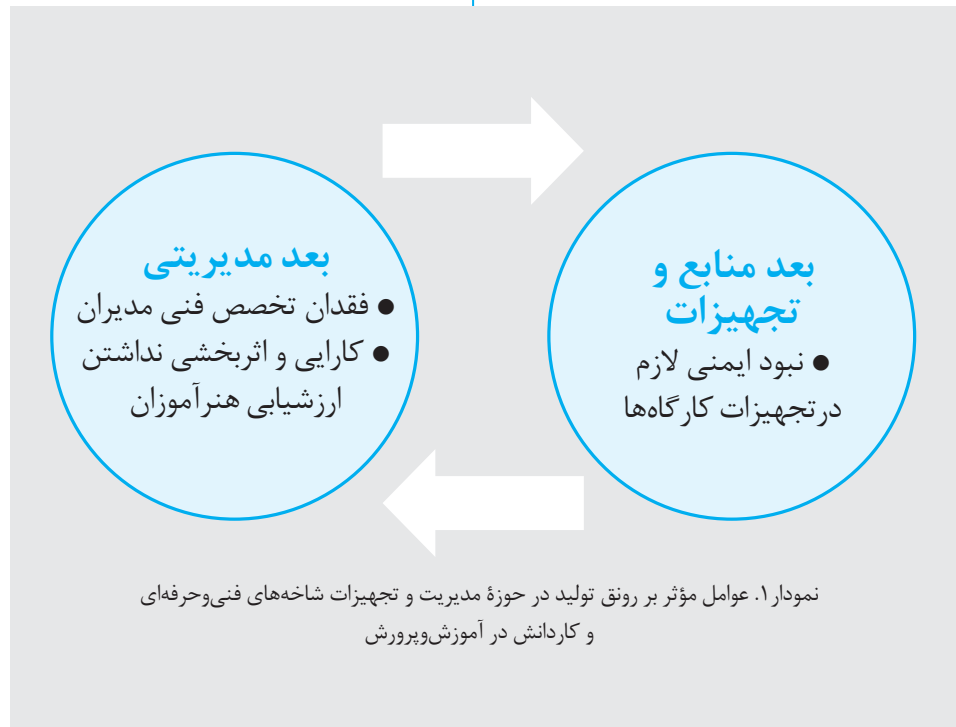 بعد منابع و
تجهیزات
● نبود ایمنی لازم
درتجهیزات کارگاه‌ها
بعد مدیریتی
● فقدان تخصص فنی مدیران
● کارایی و اثربخشی نداشتن
ارزشیابی هنرآموزان
نمودار۱. عوامل مؤثر بر رونق تولید در حوزهٔ مدیریت و تجهیزات شاخه‌های فنی‌وحرفه‌ای
و کاردانش در آموزش‌وپرورش